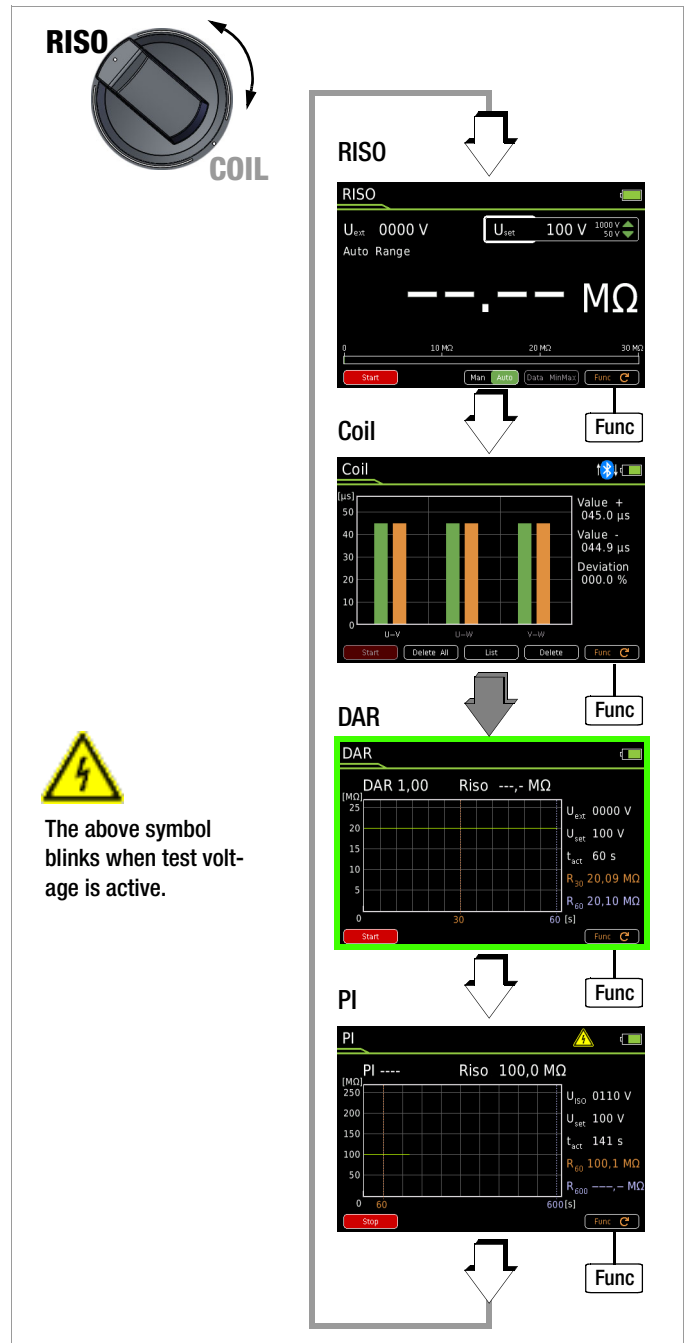 RISO
COIL
RISO
RISO
Uext 0000 V
Uset 100 V 1000 V
50 V
Auto Range
--.-- MΩ
0 10 MΩ 20 MΩ 30 MΩ
Start Man Auto Data MinMax Func
Func
Coil
Coil
[µs]
50
40
30
20
10
0
Value +
045.0 µs
Value -
044.9 µs
Deviation
000.0 %
U-V U-W V-W
Start Delete All List Delete Func
Func
DAR
DAR
DAR 1,00 Riso ---,- MΩ
[MΩ]
25
20
15
10
5
0 30 60 [s]
Uext 0000 V
Uset 100 V
tact 60 s
R30 20,09 MΩ
R60 20,10 MΩ
Start Func
Func
The above symbol
blinks when test volt-
age is active.
PI
PI
PI ---- Riso 100,0 MΩ
[MΩ]
250
200
150
100
50
0 60 600 [s]
UISO 0110 V
Uset 100 V
tact 141 s
R60 100,1 MΩ
R600 ---,- MΩ
Stop Func
Func